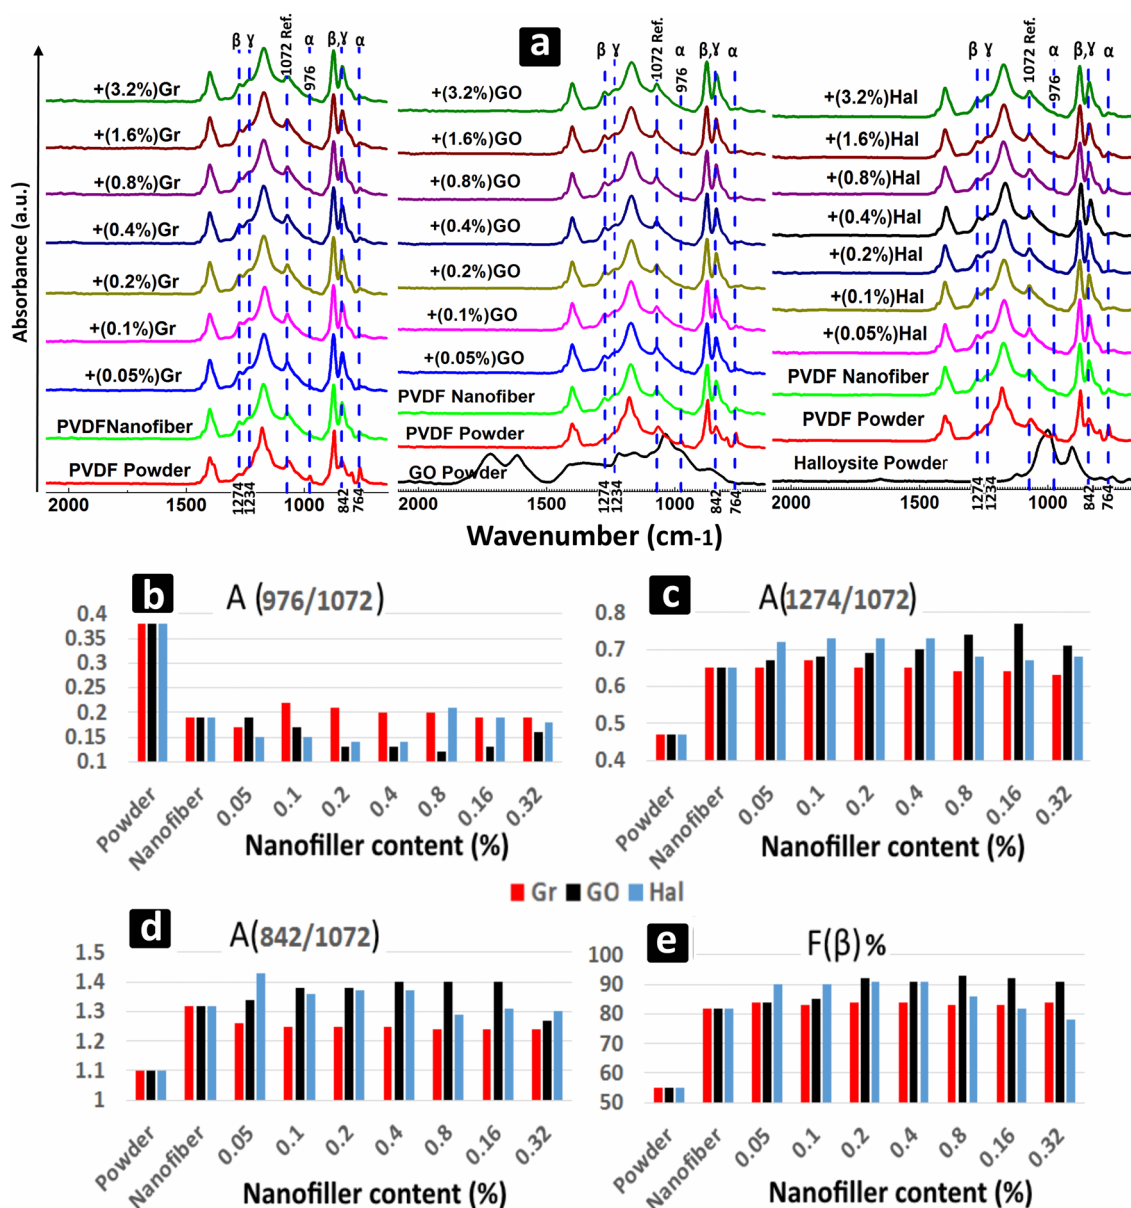 a
β ɣ 1072 Ref. α 976 β,ɣ α
+(3.2%)Gr
+(1.6%)Gr
+(0.8%)Gr
+(0.4%)Gr
+(0.2%)Gr
+(0.1%)Gr
+(0.05%)Gr
PVDFNanofiber
PVDF Powder
1274 1234 842 764
2000 1500 1000
β ɣ 1072 Ref. α 976 β,ɣ α
+(3.2%)GO
+(1.6%)GO
+(0.8%)GO
+(0.4%)GO
+(0.2%)GO
+(0.1%)GO
+(0.05%)GO
PVDF Nanofiber
PVDF Powder
GO Powder
1274 1234 842 764
2000 1500 1000
β ɣ 1072 Ref. α 976 β,ɣ α
+(3.2%)Hal
+(1.6%)Hal
+(0.8%)Hal
+(0.4%)Hal
+(0.2%)Hal
+(0.1%)Hal
+(0.05%)Hal
PVDF Nanofiber
PVDF Powder
Halloysite Powder
1274 1234 842 764
2000 1500 1000
Absorbance (a.u.)
Wavenumber (cm-1)
b A (976/1072)
0.4
0.35
0.3
0.25
0.2
0.15
0.1
Powder Nanofiber 0.05 0.1 0.2 0.4 0.8 0.16 0.32
Nanofiller content (%)
c A(1274/1072)
0.8
0.7
0.6
0.5
0.4
Powder Nanofiber 0.05 0.1 0.2 0.4 0.8 0.16 0.32
Nanofiller content (%)
Gr GO Hal
d A(842/1072)
1.5
1.4
1.3
1.2
1.1
1
Powder Nanofiber 0.05 0.1 0.2 0.4 0.8 0.16 0.32
Nanofiller content (%)
e F(β)%
100
90
80
70
60
50
Powder Nanofiber 0.05 0.1 0.2 0.4 0.8 0.16 0.32
Nanofiller content (%)